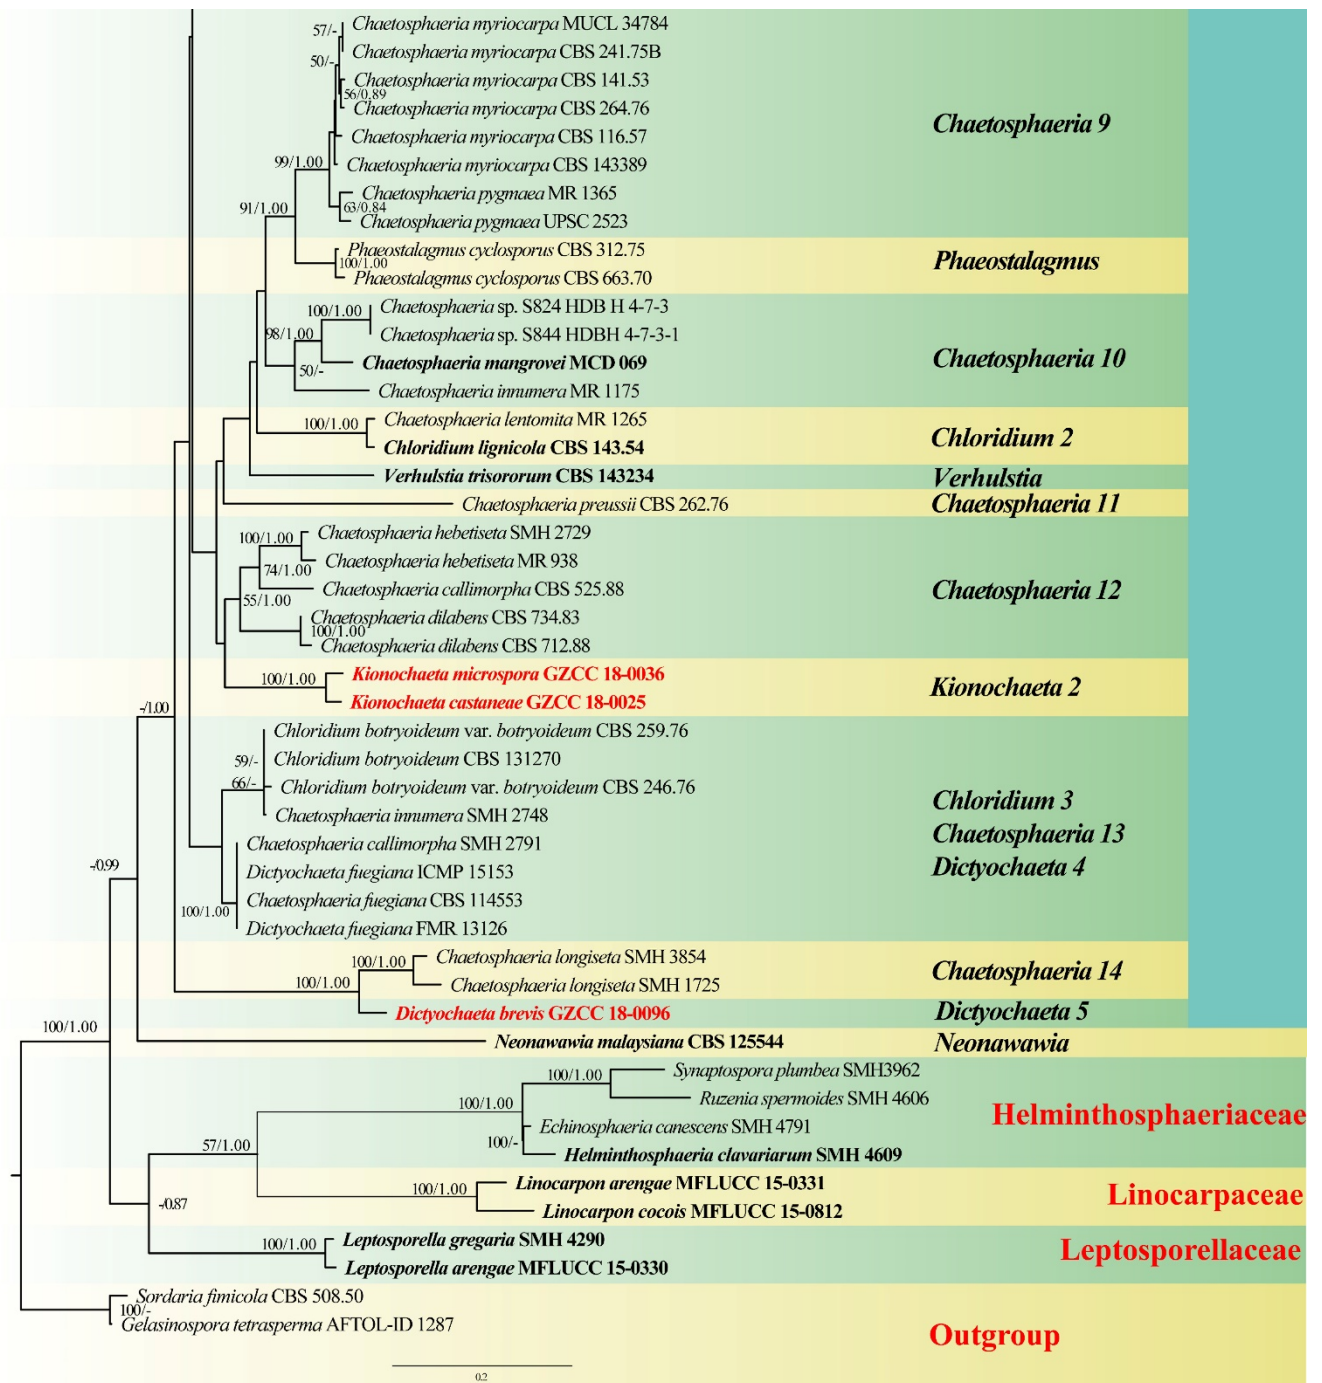 Chaetosphaeria myriocarpa MUCL 34784
57/-
Chaetosphaeria myriocarpa CBS 241.75B
50/-
Chaetosphaeria myriocarpa CBS 141.53
56/0.89
Chaetosphaeria myriocarpa CBS 264.76
Chaetosphaeria 9
Chaetosphaeria myriocarpa CBS 116.57
99/1.00
Chaetosphaeria myriocarpa CBS 143389
Chaetosphaeria pygmaea MR 1365
91/1.00
63/0.84
Chaetosphaeria pygmaea UPSC 2523
Phaeostalagmus cyclosporus CBS 312.75
100/1.00
Phaeostalagmus
Phaeostalagmus cyclosporus CBS 663.70
Chaetosphaeria sp. S824 HDB H 4-7-3
100/1.00
98/1.00
Chaetosphaeria sp. S844 HDBH 4-7-3-1
Chaetosphaeria mangrovei MCD 069
Chaetosphaeria 10
50/-
Chaetosphaeria innumera MR 1175
Chaetosphaeria lentomita MR 1265
100/1.00
Chloridium 2
Chloridium lignicola CBS 143.54
Verhulstia trisororum CBS 143234
Verhulstia
Chaetosphaeria preussii CBS 262.76
Chaetosphaeria 11
Chaetosphaeria hebetiseta SMH 2729
100/1.00
Chaetosphaeria hebetiseta MR 938
74/1.00
Chaetosphaeria callimorpha CBS 525.88
Chaetosphaeria 12
55/1.00
Chaetosphaeria dilabens CBS 734.83
100/1.00
Chaetosphaeria dilabens CBS 712.88
Kionochaeta microspora GZCC 18-0036
100/1.00
Kionochaeta 2
Kionochaeta castaneae GZCC 18-0025
-/1.00
Chloridium botryoideum var. botryoideum CBS 259.76
59/-
Chloridium botryoideum CBS 131270
66/-
Chloridium botryoideum var. botryoideum CBS 246.76
Chloridium 3
Chaetosphaeria innumera SMH 2748
Chaetosphaeria 13
Chaetosphaeria callimorpha SMH 2791
-/0.99
Dictyochaeta 4
Dictyochaeta fuegiana ICMP 15153
Chaetosphaeria fuegiana CBS 114553
100/1.00
Dictyochaeta fuegiana FMR 13126
Chaetosphaeria longiseta SMH 3854
100/1.00
Chaetosphaeria 14
100/1.00
Chaetosphaeria longiseta SMH 1725
Dictyochaeta brevis GZCC 18-0096
Dictyochaeta 5
100/1.00
Neonawawia malaysiana CBS 125544
Neonawawia
Synaptospora plumbea SMH3962
100/1.00
Ruzenia spermoides SMH 4606
100/1.00
Helminthosphaeriaceae
Echinosphaeria canescens SMH 4791
100/-
57/1.00
Helminthosphaeria clavariarum SMH 4609
Linocarpon arengae MFLUCC 15-0331
100/1.00
Linocarpaceae
-/0.87
Linocarpon cocois MFLUCC 15-0812
Leptosporella gregaria SMH 4290
100/1.00
Leptosporellaceae
Leptosporella arengae MFLUCC 15-0330
Sordaria fimicola CBS 508.50
100/-
Gelasinospora tetrasperma AFTOL-ID 1287
Outgroup
0.2